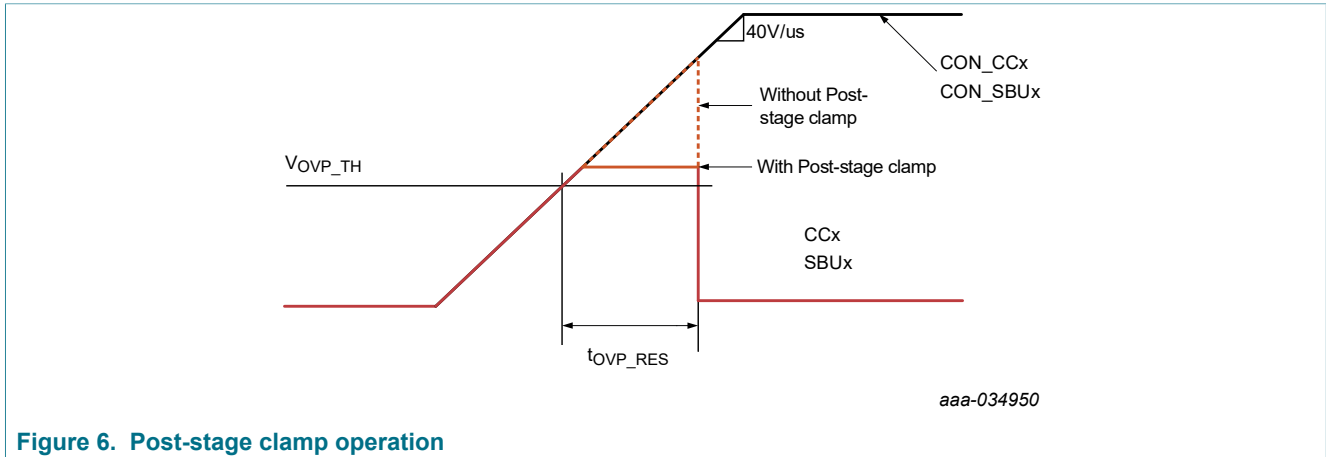 40V/us
CON_CCx
CON_SBUx
Without Post-
stage clamp
VOVP_TH
With Post-stage clamp
CCx
SBUx
tOVP_RES
aaa-034950
Figure 6. Post-stage clamp operation